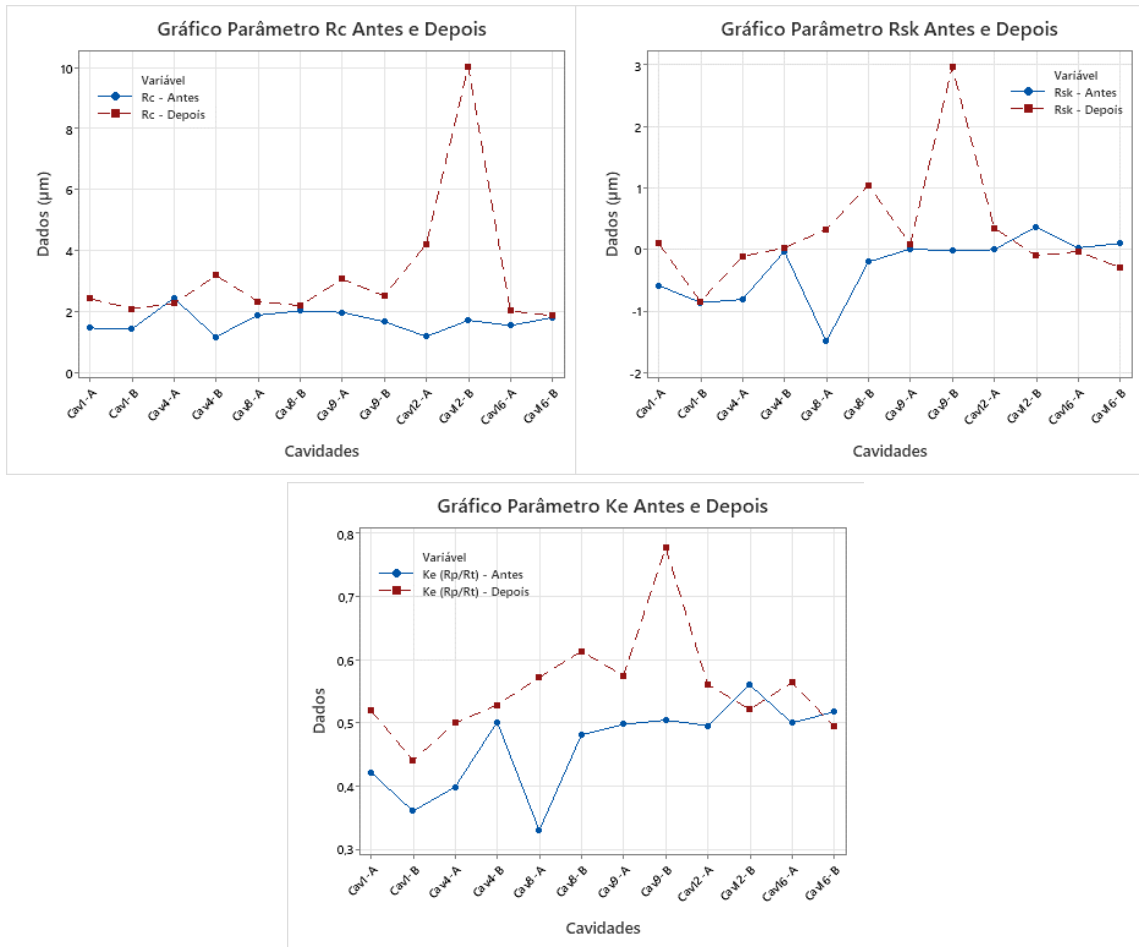 Gráfico Parâmetro Rc Antes e Depois
Variável
Rc - Antes
Rc - Depois
Dados (µm)
10
8
6
4
2
0
Cav1-A
Cav1-B
Cav4-A
Cav4-B
Cav8-A
Cav8-B
Cav9-A
Cav9-B
Cav12-A
Cav12-B
Cav16-A
Cav16-B
Cavidades
Gráfico Parâmetro Rsk Antes e Depois
Variável
Rsk - Antes
Rsk - Depois
Dados (µm)
3
2
1
0
-1
-2
Cav1-A
Cav1-B
Cav4-A
Cav4-B
Cav8-A
Cav8-B
Cav9-A
Cav9-B
Cav12-A
Cav12-B
Cav16-A
Cav16-B
Cavidades
Gráfico Parâmetro Ke Antes e Depois
Variável
Ke (Rp/Rt) - Antes
Ke (Rp/Rt) - Depois
Dados
0,8
0,7
0,6
0,5
0,4
0,3
Cav1-A
Cav1-B
Cav4-A
Cav4-B
Cav8-A
Cav8-B
Cav9-A
Cav9-B
Cav12-A
Cav12-B
Cav16-A
Cav16-B
Cavidades